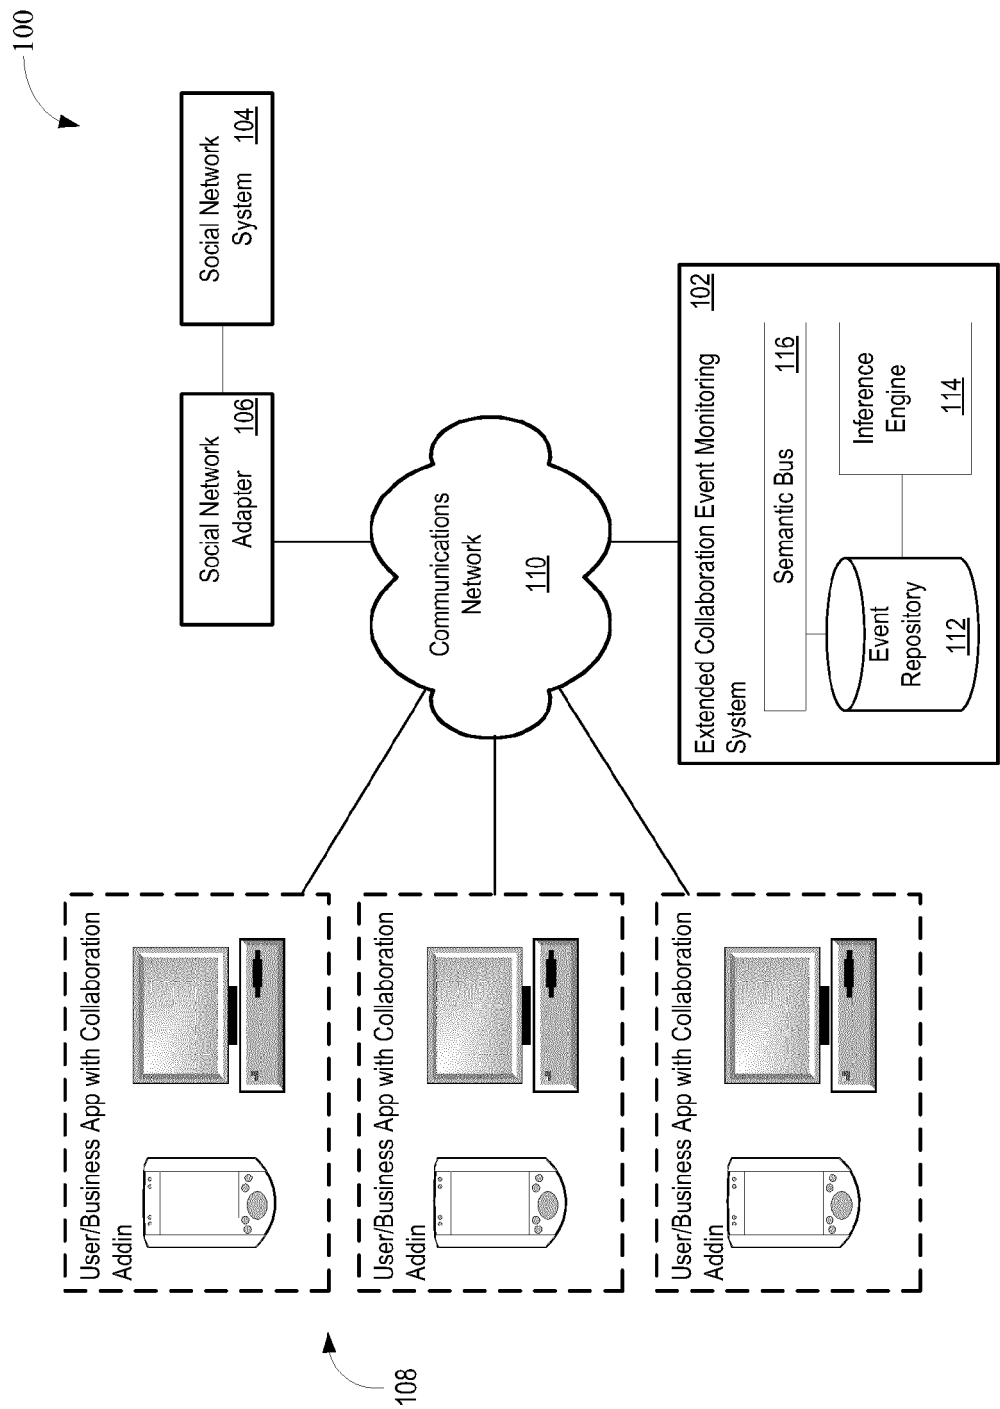 100
Social Network
System 104
Social Network
Adapter 106
Communications
Network
110
Extended Collaboration Event Monitoring
System
102
Semantic Bus 116
Event
Repository
112
Inference
Engine
114
User/Business App with Collaboration
Addin
User/Business App with Collaboration
Addin
User/Business App with Collaboration
Addin
108